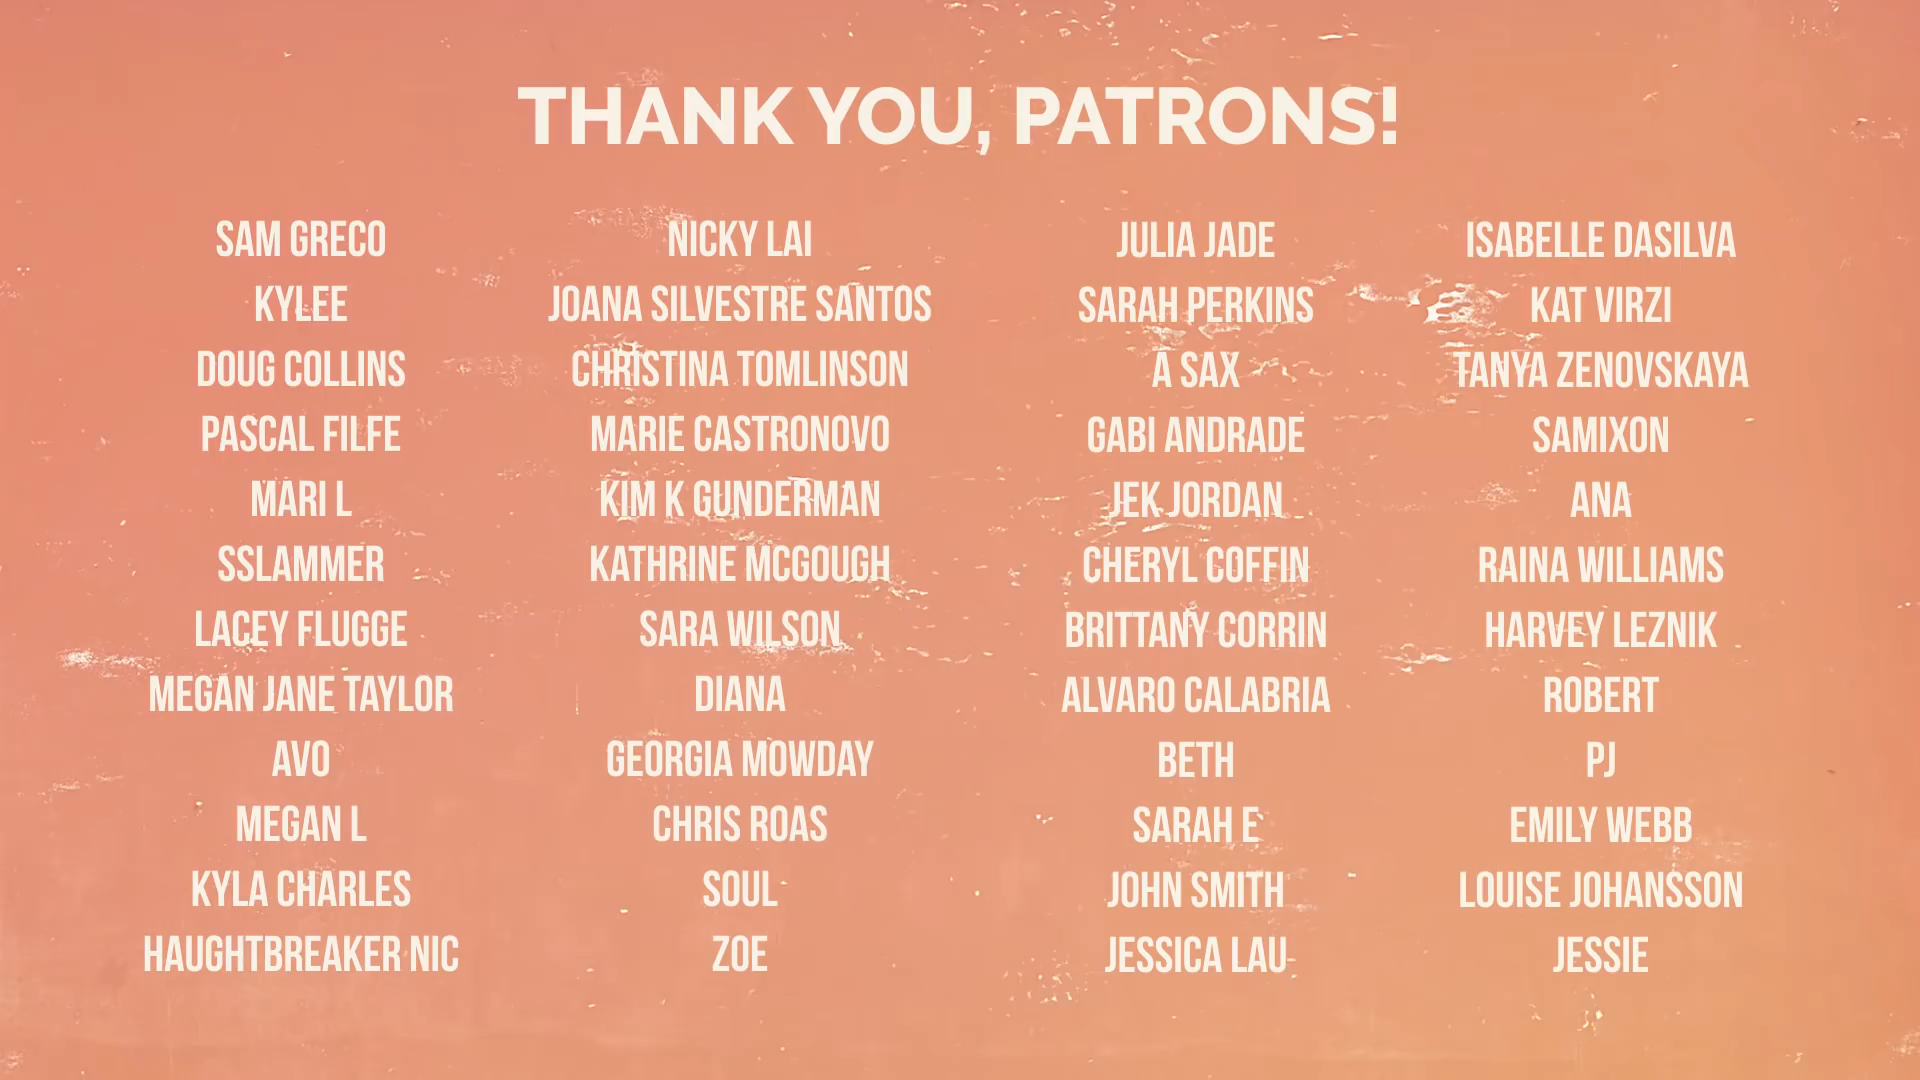 THANK YOU, PATRONS!
SAM GRECO
KYLEE
DOUG COLLINS
PASCAL FILFE
MARI L
SSLAMMER
LACEY FLUGGE
MEGAN JANE TAYLOR
AVO
MEGAN L
KYLA CHARLES
HAUGHTBREAKER NIC
NICKY LAI
JOANA SILVESTRE SANTOS
CHRISTINA TOMLINSON
MARIE CASTRONOVO
KIM K GUNDERMAN
KATHRINE MCGOUGH
SARA WILSON
DIANA
GEORGIA MOWDAY
CHRIS ROAS
SOUL
ZOE
JULIA JADE
SARAH PERKINS
A SAX
GABI ANDRADE
JEK JORDAN
CHERYL COFFIN
BRITTANY CORRIN
ALVARO CALABRIA
BETH
SARAH E
JOHN SMITH
JESSICA LAU
ISABELLE DASILVA
KAT VIRZI
TANYA ZENOVSKAYA
SAMIXON
ANA
RAINA WILLIAMS
HARVEY LEZNIK
ROBERT
PJ
EMILY WEBB
LOUISE JOHANSSON
JESSIE